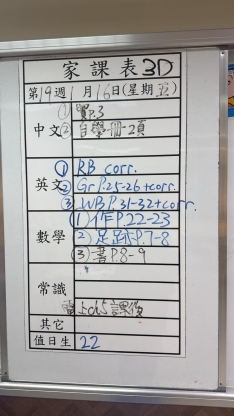 家課表3D
第19週1月16日(星期五)
中文
① 買P.3
② 自學冊-2頁
英文
① RB corr.
② Gr P.25-26+corr.
③ WB P.31-32+corr.
數學
(1) 作P22-23
(2) 足跡P.7-8
(3) 書P.8-9
常識
課後
其它
值日生 22